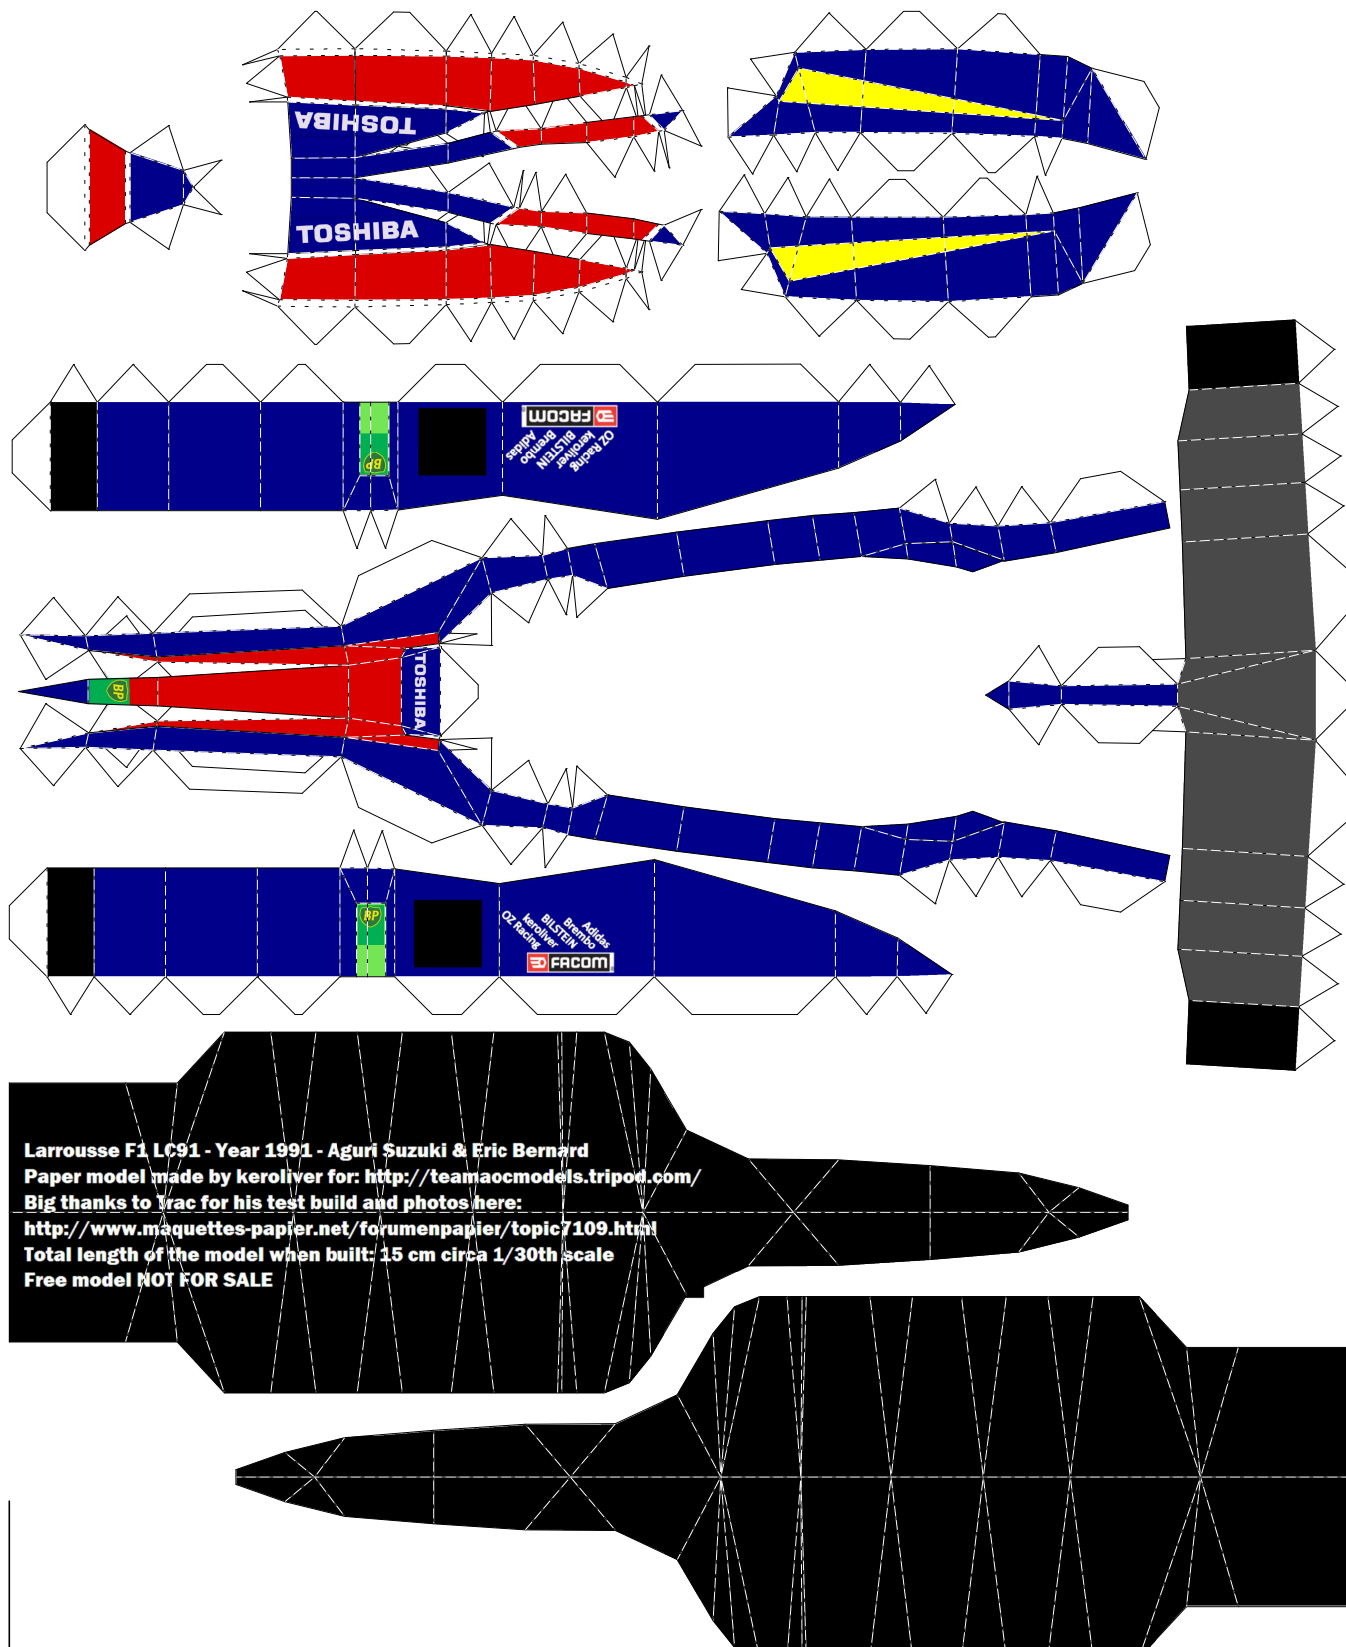 TOSHIBA
TOSHIBA
BP
FACOM
OZ Racing
keroliver
BILSTEIN
Brembo
Adidas
BP
TOSHIBA
BP
Adidas
Brembo
BILSTEIN
keroliver
OZ Racing
FACOM
Larrousse F1 LC91 - Year 1991 - Aguri Suzuki & Eric Bernard
Paper model made by keroliver for: http://teamaocmodels.tripod.com/
Big thanks to Trac for his test build and photos here:
http://www.maquettes-papier.net/forumenpapier/topic7109.html
Total length of the model when built: 15 cm circa 1/30th scale
Free model NOT FOR SALE